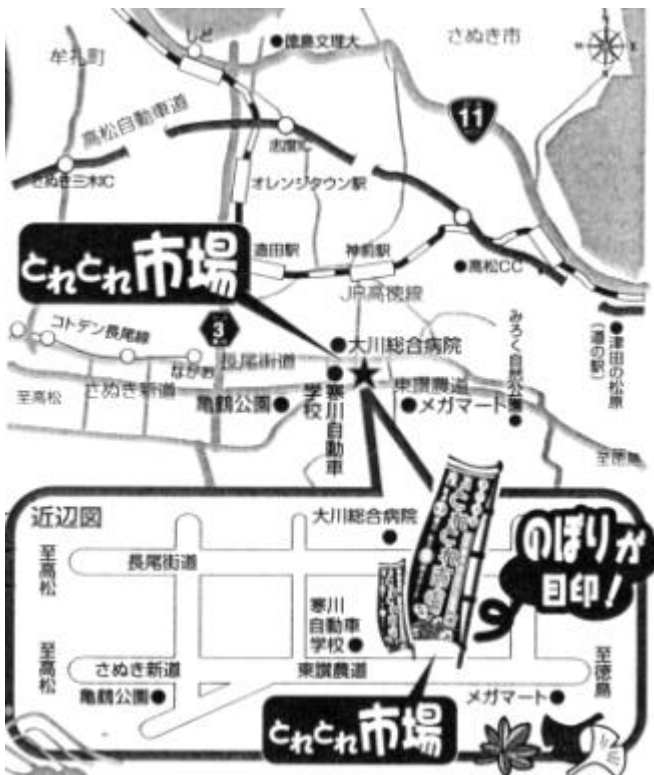 しど
徳島文理大
さぬき市
牟礼町
11
高松自動車道
志度IC
さぬき三木IC
オレンジタウン駅
とれとれ市場
造田駅
神前駅
高松CC
JR高徳線
3
コトデン長尾線
ながお
長尾街道
大川総合病院
みろく自然公園
津田の松原
(道の駅)
至高松
さぬき新道
亀鶴公園
寒川自動車
学校
東讃農道
メガマート
至徳島
近辺図
大川総合病院
至高松
長尾街道
のぼりが
目印!
寒川
自動車
学校
至高松
さぬき新道
東讃農道
至徳島
亀鶴公園
メガマート
とれとれ市場